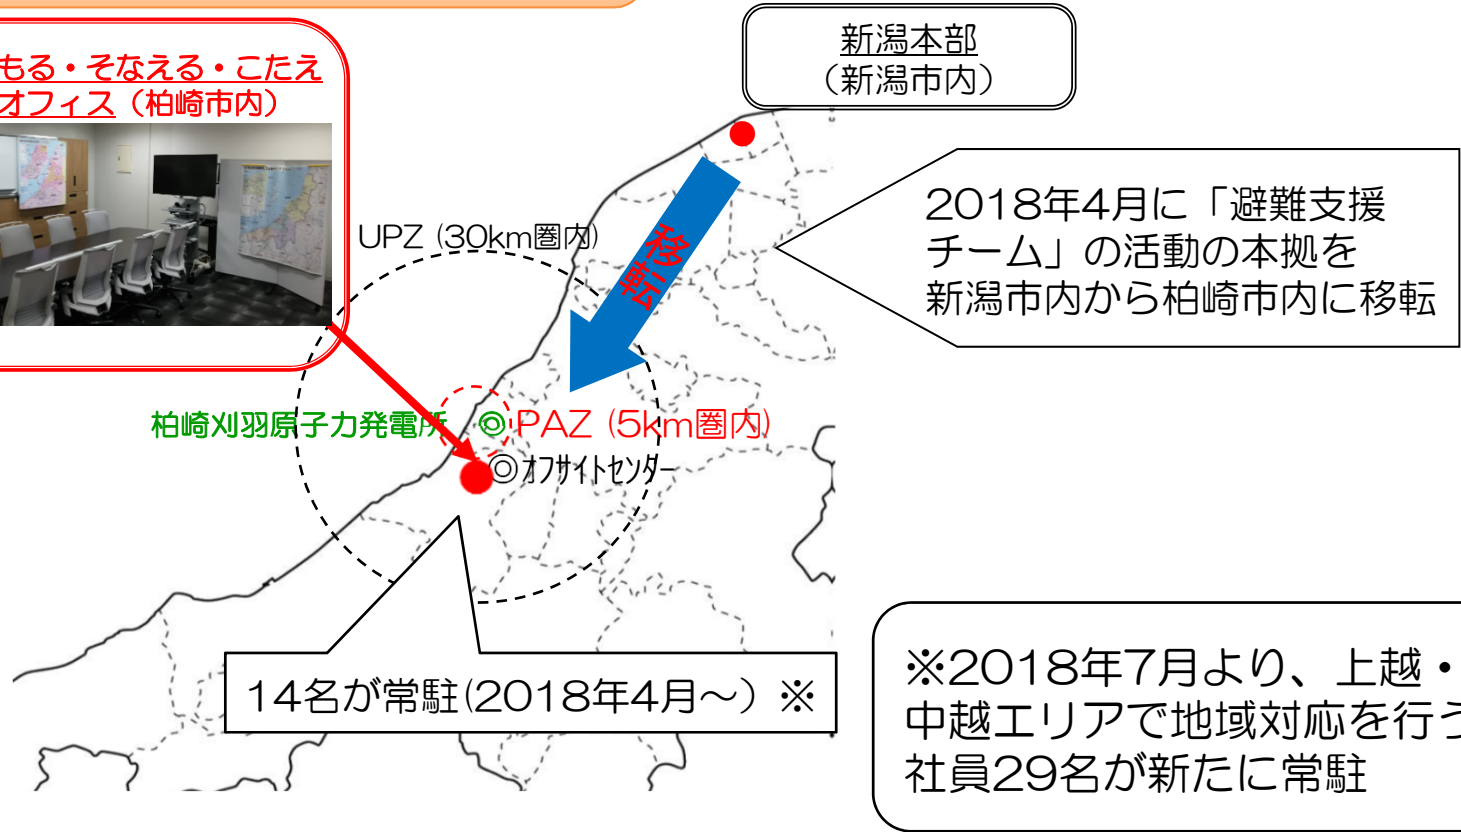 もる・そなえる・こたえ
オフィス（柏崎市内）
新潟本部
（新潟市内）
UPZ (30km圏内)
移転
2018年4月に「避難支援
チーム」の活動の本拠を
新潟市内から柏崎市内に移転
柏崎刈羽原子力発電所
◎ PAZ (5km圏内)
◎オフサイトセンター
14名が常駐(2018年4月～）※
※2018年7月より、上越・
中越エリアで地域対応を行う
社員29名が新たに常駐